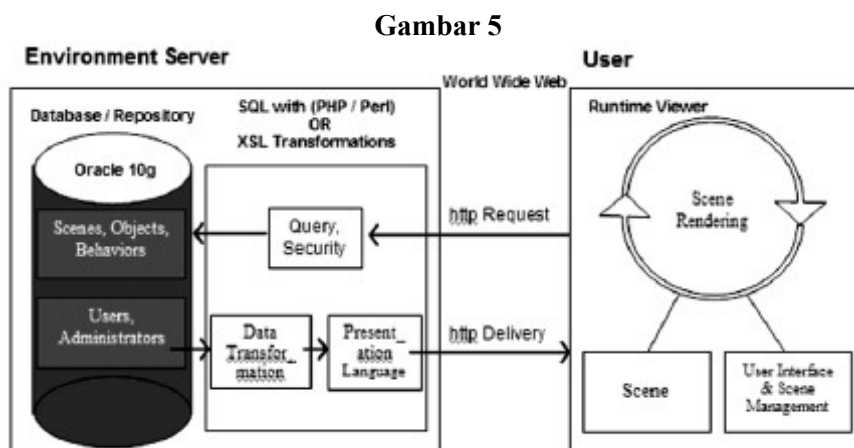 Gambar 5
Environment Server
User
World Wide Web
Database / Repository
SQL with (PHP / Perl)
OR
XSL Transformations
Runtime Viewer
Oracle 10g
Scenes, Objects,
Behaviors
Query,
Security
http Request
Scene
Rendering
Users,
Administrators
Data
Transfor_
mation
Present_
ation
Language
http Delivery
Scene
User Interface
& Scene
Management